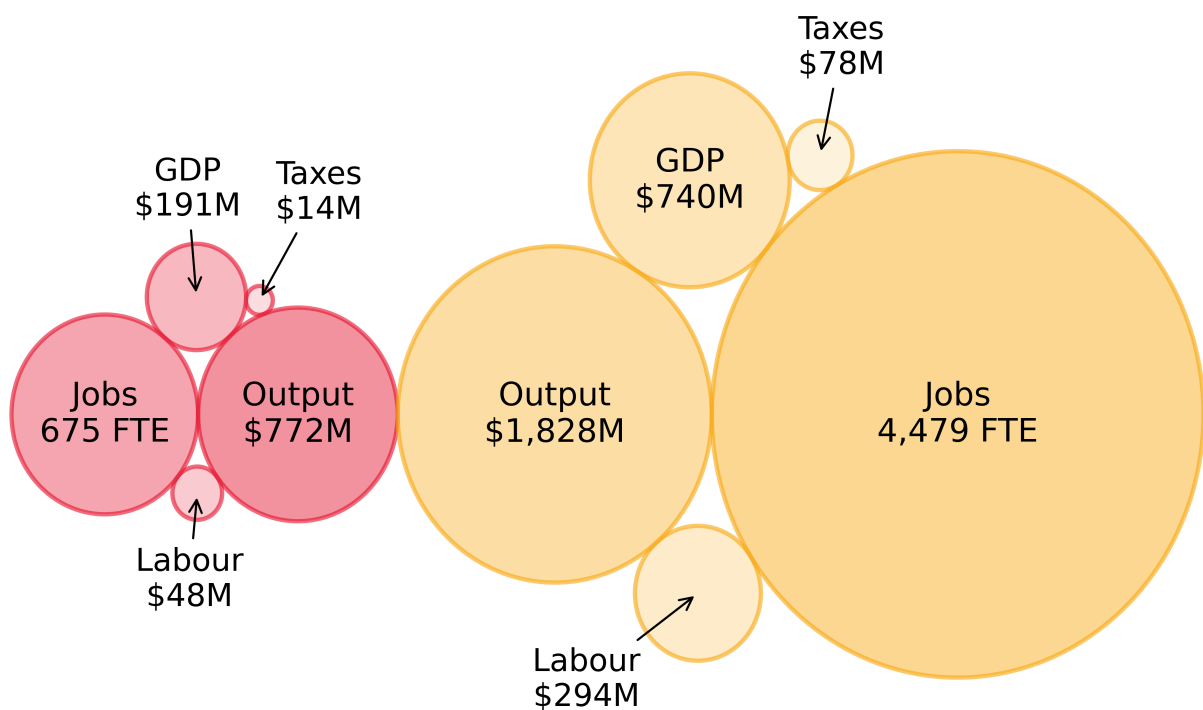 Taxes
$78M
GDP
$740M
GDP
$191M
Taxes
$14M
Jobs
675 FTE
Output
$772M
Output
$1,828M
Jobs
4,479 FTE
Labour
$48M
Labour
$294M